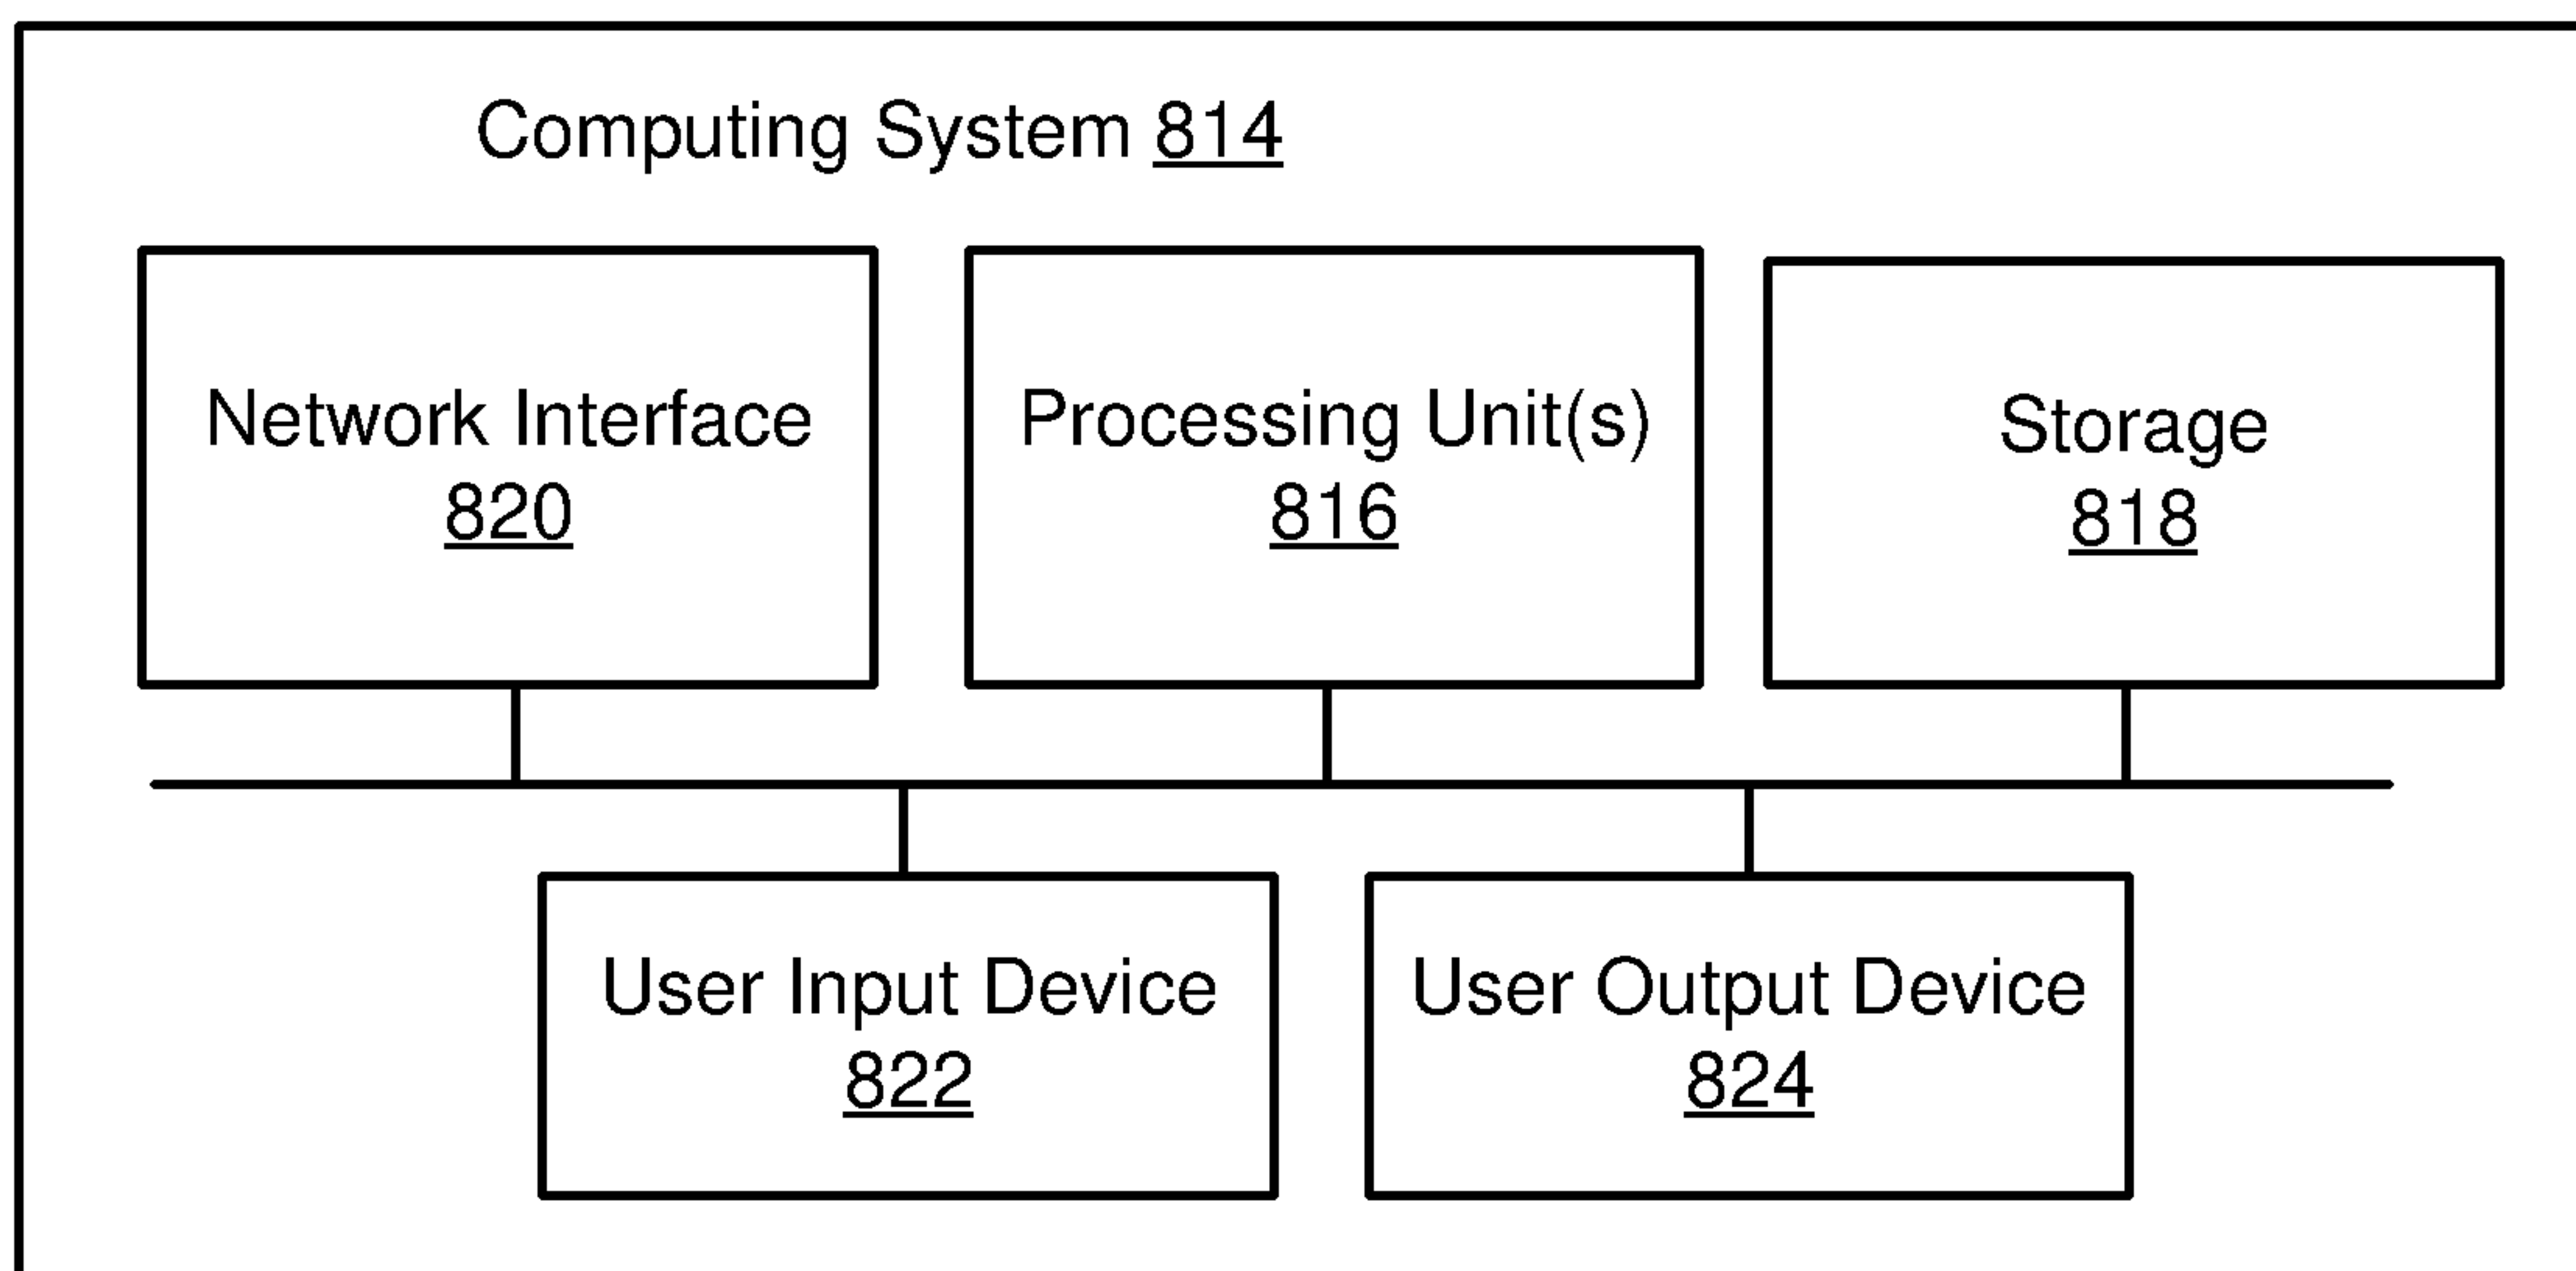 Computing System 814
Network Interface
820
Processing Unit(s)
816
Storage
818
User Input Device
822
User Output Device
824